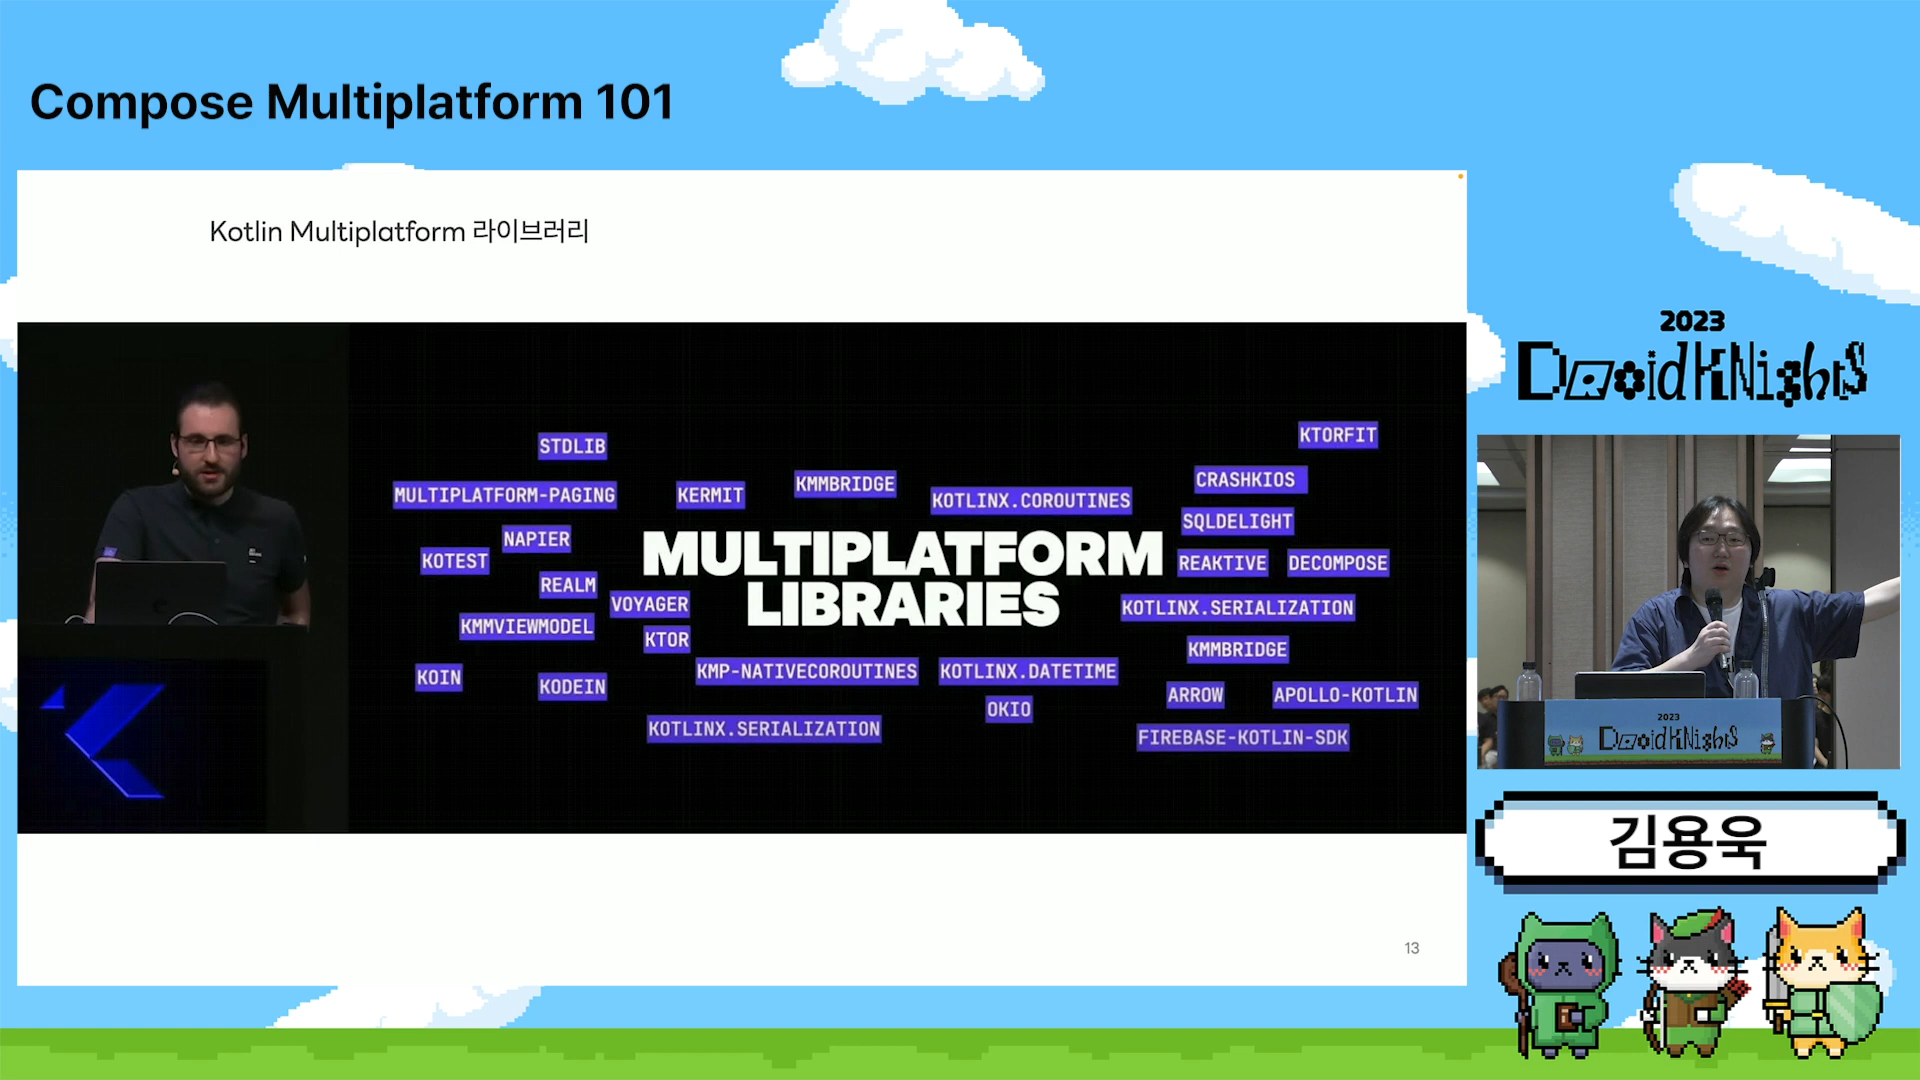 Compose Multiplatform 101
Kotlin Multiplatform 라이브러리
STDLIB
MULTIPLATFORM-PAGING
KERMIT
KMMBRIDGE
KOTLINX.COROUTINES
KTORFIT
CRASHKIOS
SQLDELIGHT
NAPIER
KOTEST
REALM
VOYAGER
KMMVIEWMODEL
KTOR
MULTIPLATFORM
LIBRARIES
REAKTIVE
DECOMPOSE
KOTLINX.SERIALIZATION
KMMBRIDGE
KOIN
KODEIN
KMP-NATIVECOROUTINES
KOTLINX.DATETIME
OKIO
ARROW
APOLLO-KOTLIN
KOTLINX.SERIALIZATION
FIREBASE-KOTLIN-SDK
13
2023
DroidKNights
2023
DroidKNights
김용욱